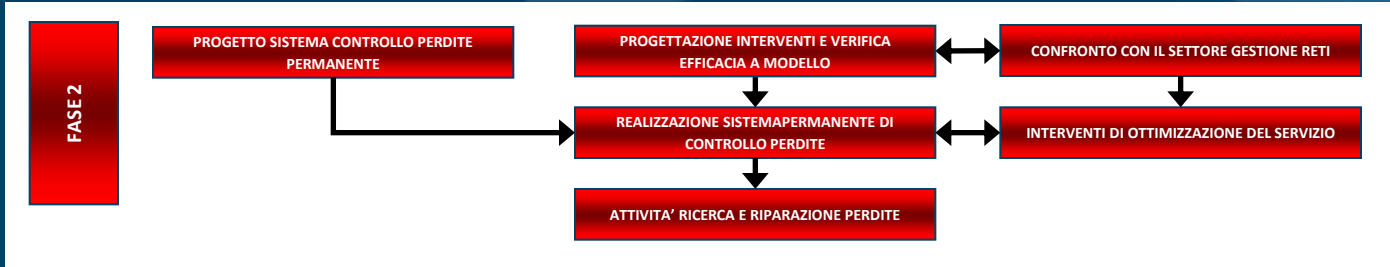 FASE 2
PROGETTO SISTEMA CONTROLLO PERDITE
PERMANENTE
PROGETTAZIONE INTERVENTI E VERIFICA
EFFICACIA A MODELLO
CONFRONTO CON IL SETTORE GESTIONE RETI
REALIZZAZIONE SISTEMAPERMANENTE DI
CONTROLLO PERDITE
INTERVENTI DI OTTIMIZZAZIONE DEL SERVIZIO
ATTIVITA’ RICERCA E RIPARAZIONE PERDITE